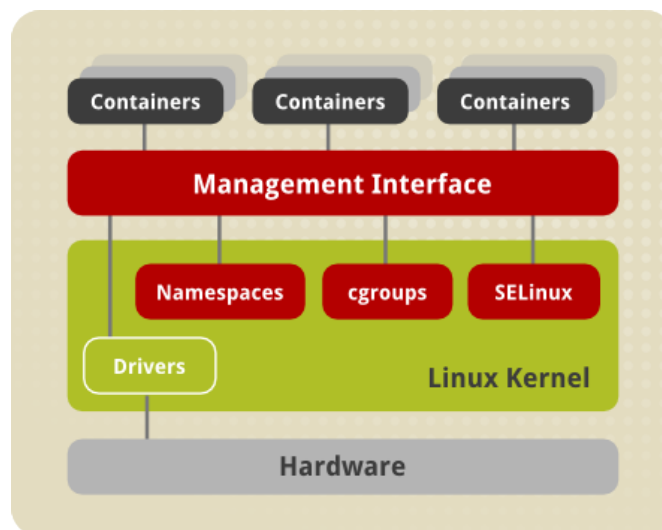 Containers
Containers
Containers
Management Interface
Namespaces
cgroups
SELinux
Drivers
Linux Kernel
Hardware